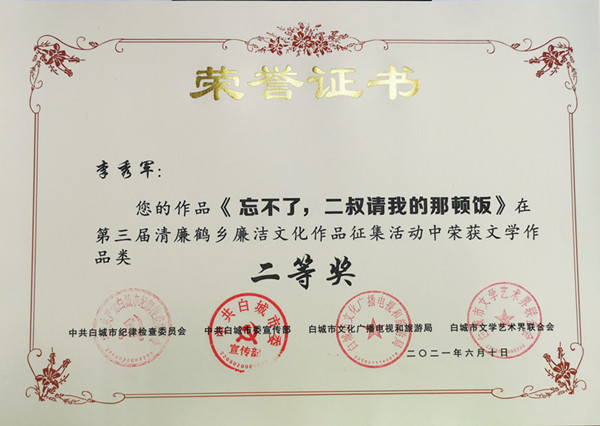 荣誉证书
李秀军：
您的作品《忘不了，二叔请我的那顿饭》在
第三届清廉鹤乡廉洁文化作品征集活动中荣获文学作
品类
二等奖
中共白城市纪律检查委员会 中共白城市委宣传部 白城市文化广播电视和旅游局 白城市文学艺术界联合会
宣传部
二〇二一年六月十日